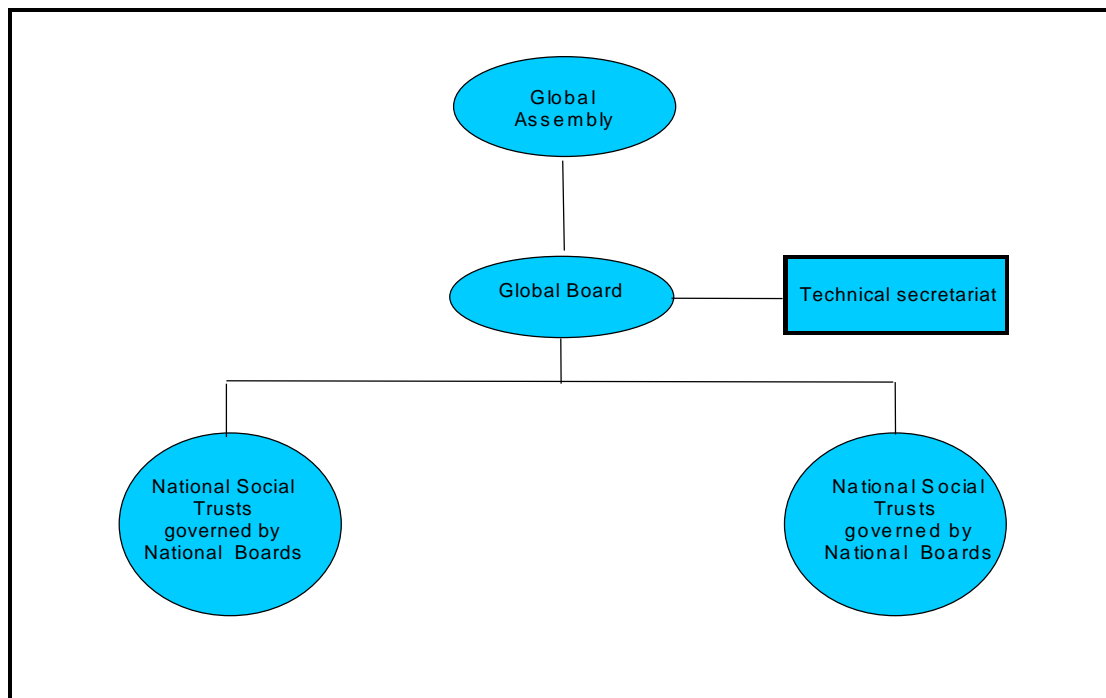 Global
Assembly
Global Board
Technical secretariat
National Social
Trusts
governed by
National Boards
National Social
Trusts
governed by
National Boards